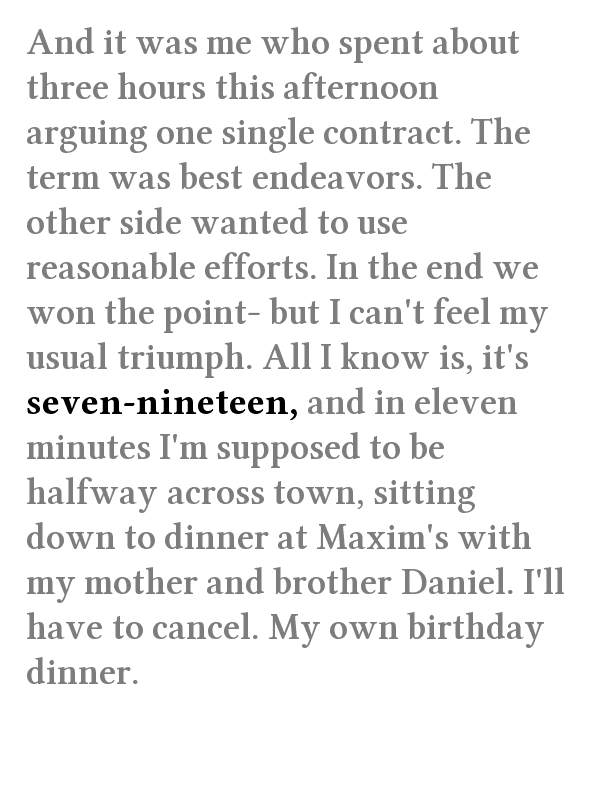 And it was me who spent about
three hours this afternoon
arguing one single contract. The
term was best endeavors. The
other side wanted to use
reasonable efforts. In the end we
won the point– but I can't feel my
usual triumph. All I know is, it's
seven-nineteen, and in eleven
minutes I'm supposed to be
halfway across town, sitting
down to dinner at Maxim's with
my mother and brother Daniel. I'll
have to cancel. My own birthday
dinner.